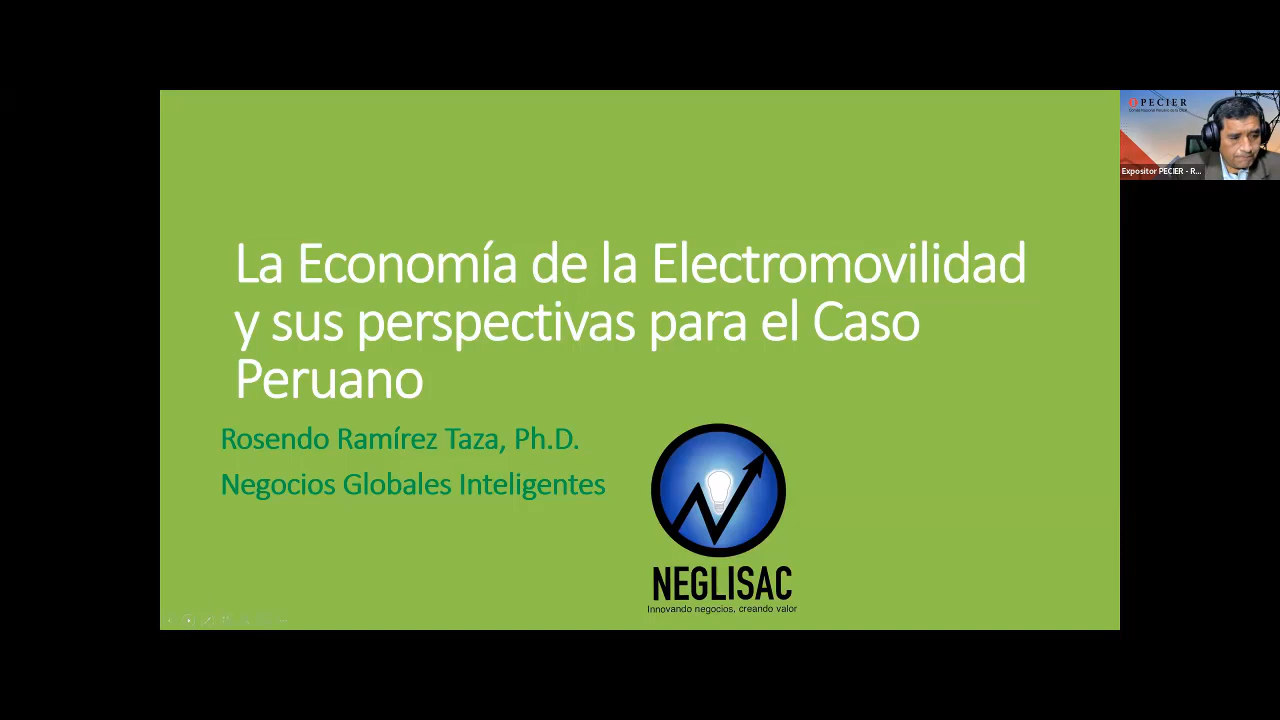 La Economía de la Electromovilidad
y sus perspectivas para el Caso
Peruano
Rosendo Ramírez Taza, Ph.D.
Negocios Globales Inteligentes
NEGLISAC
Innovando negocios, creando valor
PECIER
Expositor PECIER - R...